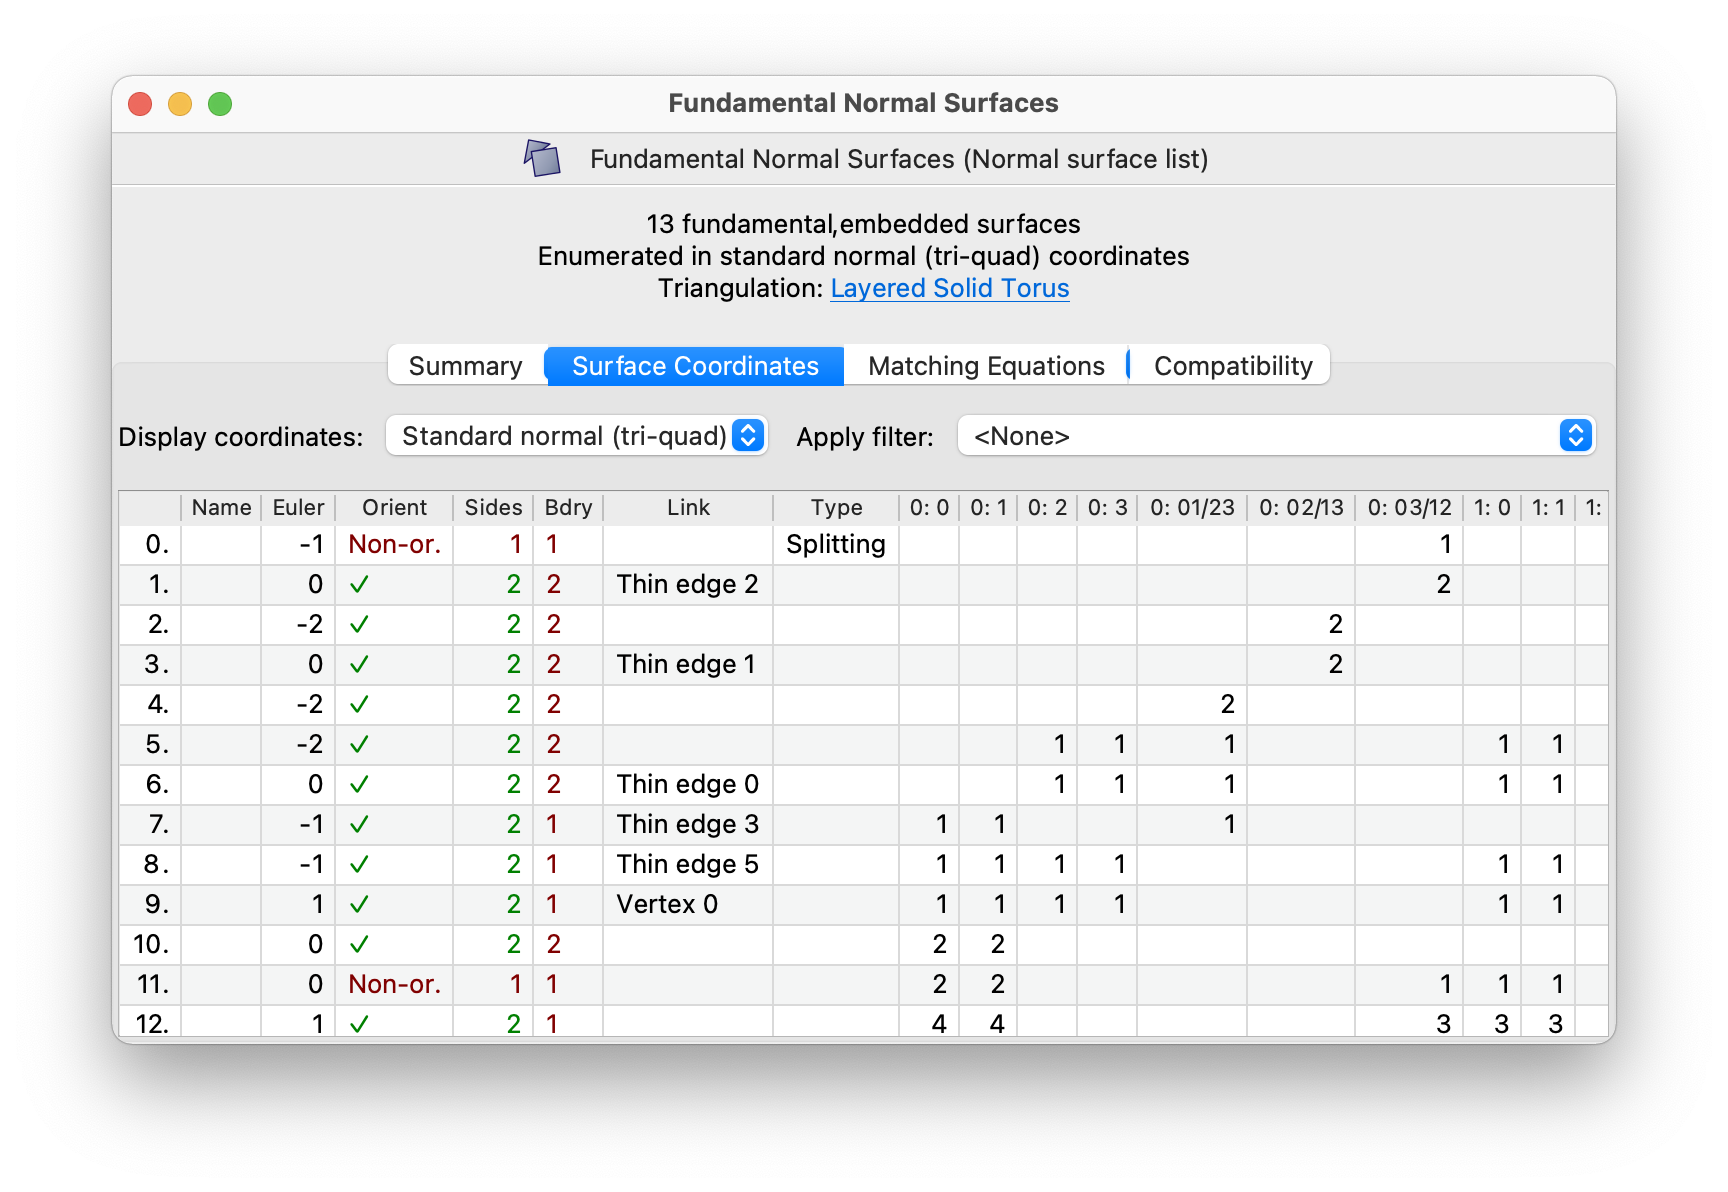 Fundamental Normal Surfaces
Fundamental Normal Surfaces (Normal surface list)
13 fundamental,embedded surfaces
Enumerated in standard normal (tri-quad) coordinates
Triangulation: Layered Solid Torus
Summary Surface Coordinates Matching Equations Compatibility
Display coordinates: Standard normal (tri-quad) Apply filter: <None>
Name Euler Orient Sides Bdry Link Type 0: 0 0: 1 0: 2 0: 3 0: 01/23 0: 02/13 0: 03/12 1: 0 1: 1 1:
0. -1 Non-or. 1 1 Splitting 1
1. 0 ✓ 2 2 Thin edge 2 2
2. -2 ✓ 2 2 2
3. 0 ✓ 2 2 Thin edge 1 2
4. -2 ✓ 2 2 2
5. -2 ✓ 2 2 1 1 1 1 1
6. 0 ✓ 2 2 Thin edge 0 1 1 1 1 1
7. -1 ✓ 2 1 Thin edge 3 1 1 1
8. -1 ✓ 2 1 Thin edge 5 1 1 1 1 1 1
9. 1 ✓ 2 1 Vertex 0 1 1 1 1 1 1
10. 0 ✓ 2 2 2 2
11. 0 Non-or. 1 1 2 2 1 1 1
12. 1 ✓ 2 1 4 4 3 3 3